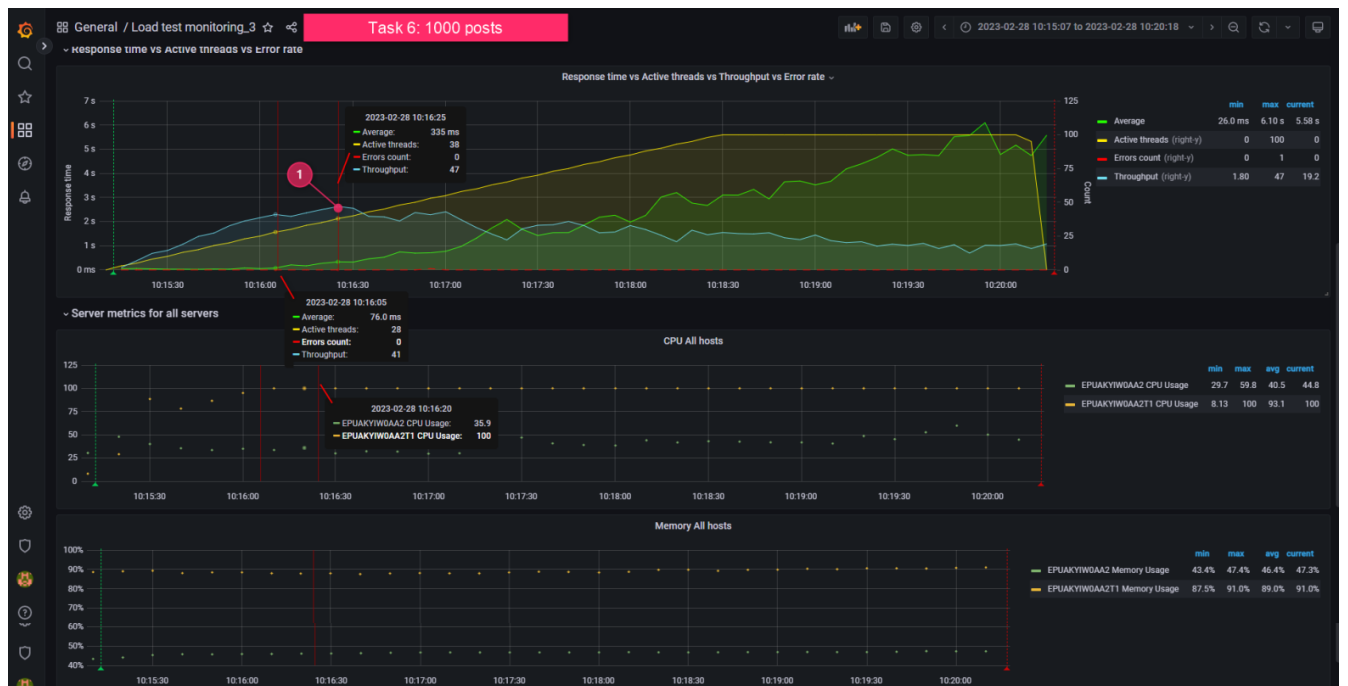 General / Load test monitoring_3
Task 6: 1000 posts
2023-02-28 10:15:07 to 2023-02-28 10:20:18
Response time vs Active threads vs Error rate
Response time vs Active threads vs Throughput vs Error rate
7 s
6 s
5 s
4 s
3 s
2 s
1 s
0 ms
Response time
125
100
75
50
25
0
Count
10:15:30 10:16:00 10:16:30 10:17:00 10:17:30 10:18:00 10:18:30 10:19:00 10:19:30 10:20:00
1
2023-02-28 10:16:25
Average: 335 ms
Active threads: 38
Errors count: 0
Throughput: 47
min max current
Average 26.0 ms 6.10 s 5.58 s
Active threads (right-y) 0 100 0
Errors count (right-y) 0 1 0
Throughput (right-y) 1.80 47 19.2
2023-02-28 10:16:05
Average: 76.0 ms
Active threads: 28
Errors count: 0
Throughput: 41
Server metrics for all servers
CPU All hosts
125
100
75
50
25
0
10:15:30 10:16:00 10:16:30 10:17:00 10:17:30 10:18:00 10:18:30 10:19:00 10:19:30 10:20:00
2023-02-28 10:16:20
EPUAKYIW0AA2 CPU Usage: 35.9
EPUAKYIW0AA2T1 CPU Usage: 100
min max avg current
EPUAKYIW0AA2 CPU Usage 29.7 59.8 40.5 44.8
EPUAKYIW0AA2T1 CPU Usage 8.13 100 93.1 100
Memory All hosts
100%
90%
80%
70%
60%
50%
40%
10:15:30 10:16:00 10:16:30 10:17:00 10:17:30 10:18:00 10:18:30 10:19:00 10:19:30 10:20:00
min max avg current
EPUAKYIW0AA2 Memory Usage 43.4% 47.4% 46.4% 47.3%
EPUAKYIW0AA2T1 Memory Usage 87.5% 91.0% 89.0% 91.0%